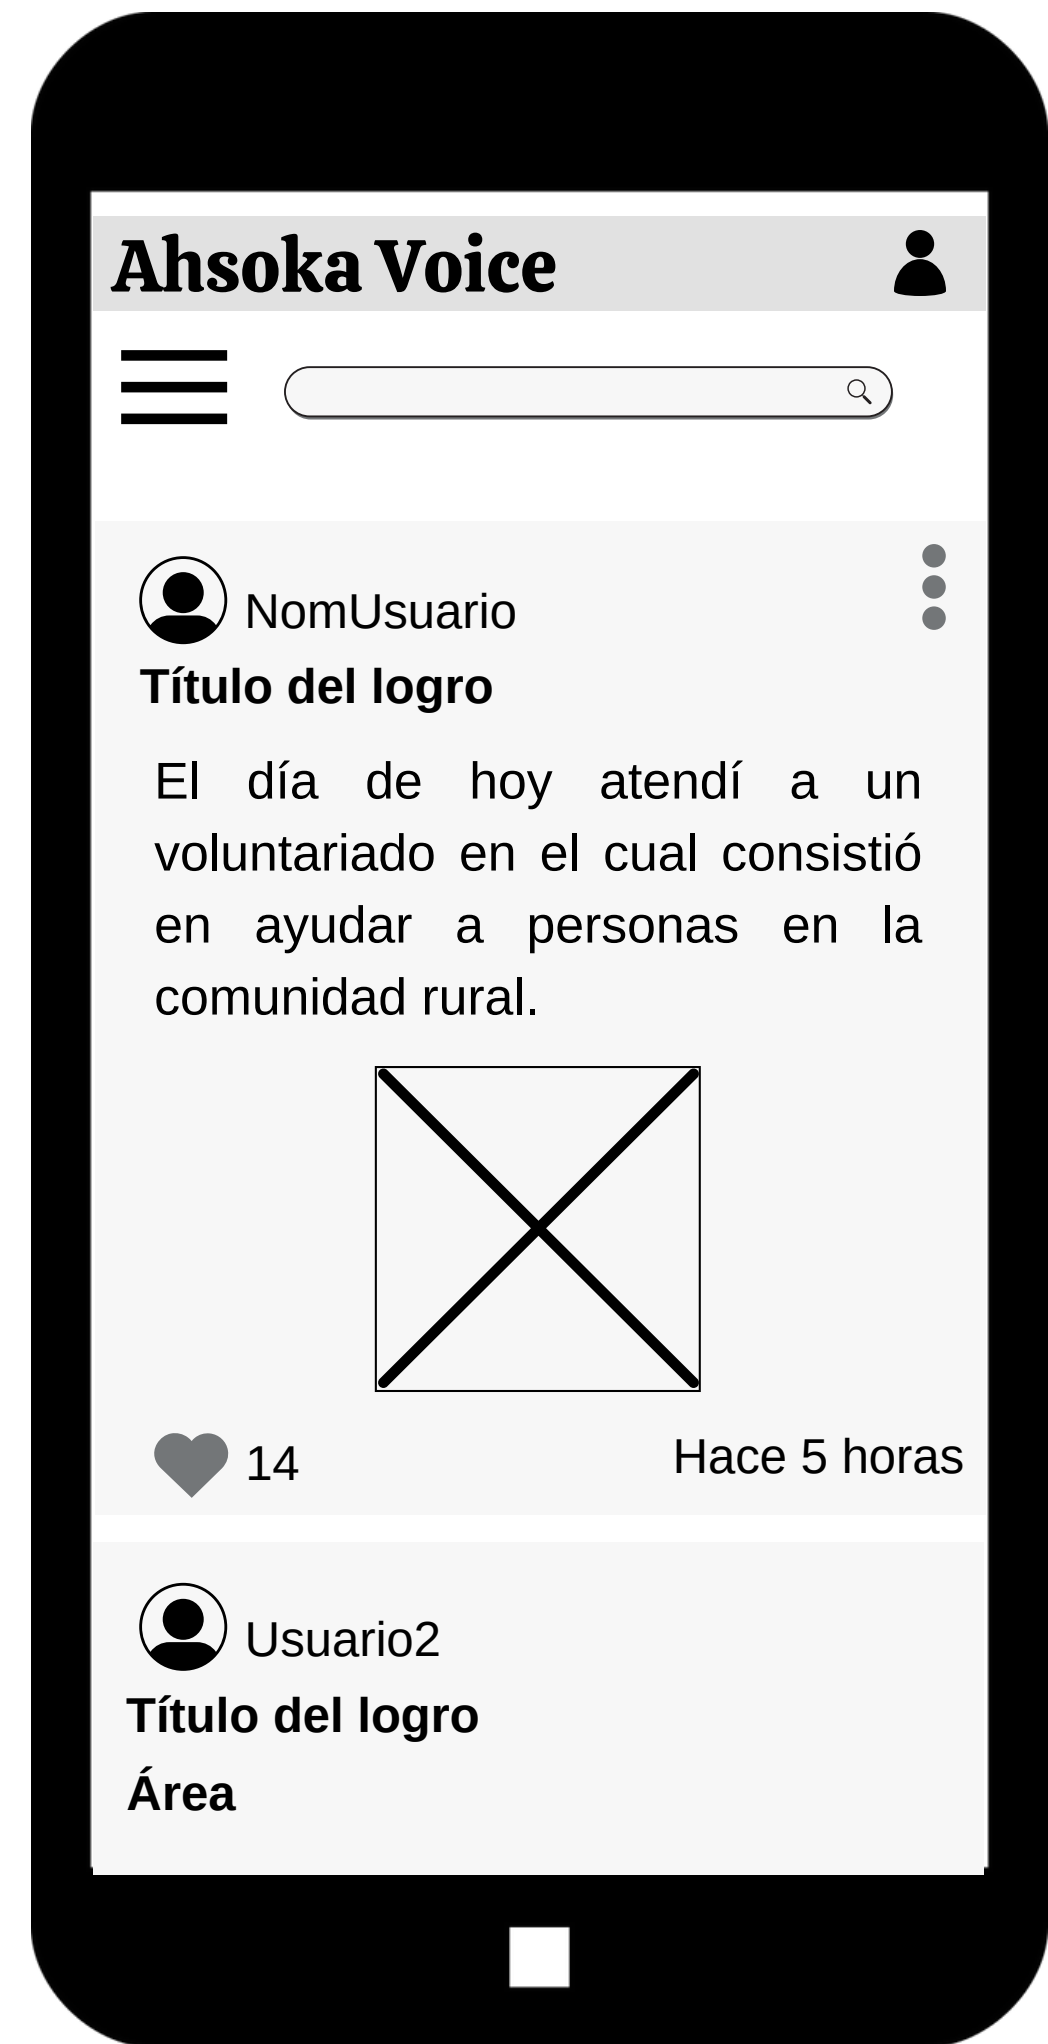 Ahsoka Voice
NomUsuario
Título del logro
El día de hoy atendí a un
voluntariado en el cual consistió
en ayudar a personas en la
comunidad rural.
14
Hace 5 horas
Usuario2
Título del logro
Área